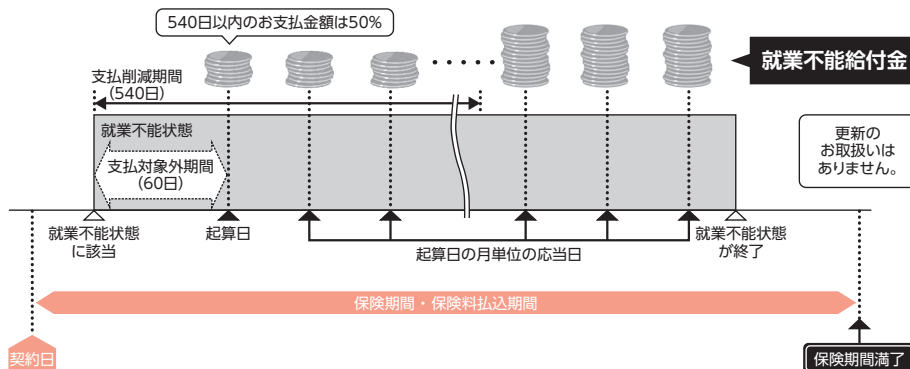 540日以内のお支払金額は50%
就業不能給付金
支払削減期間
(540日)
就業不能状態
支払対象外期間
(60日)
更新の
お取扱いは
ありません。
就業不能状態
に該当
起算日
起算日の月単位の応当日
就業不能状態
が終了
保険期間・保険料払込期間
契約日
保険期間満了